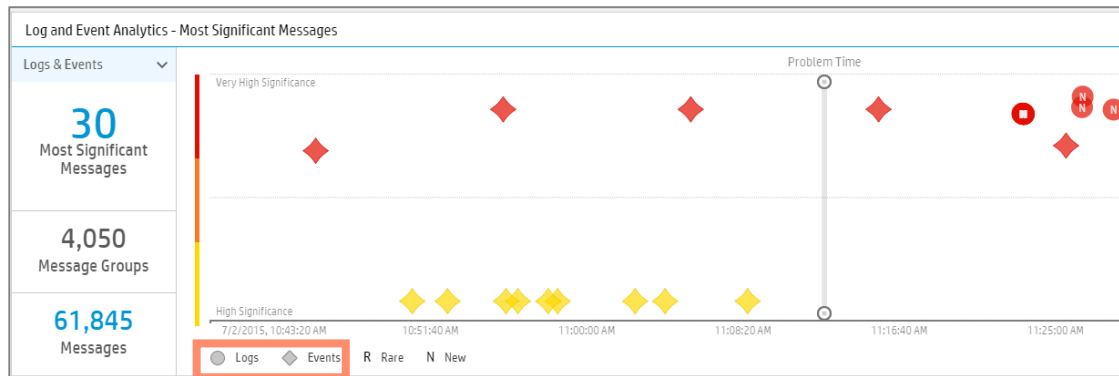 Log and Event Analytics - Most Significant Messages
Logs & Events
30
Most Significant
Messages
4,050
Message Groups
61,845
Messages
Problem Time
Very High Significance
N
N
N
High Significance
7/2/2015, 10:43:20 AM 10:51:40 AM 11:00:00 AM 11:08:20 AM 11:16:40 AM 11:25:00 AM
Logs Events R Rare N New